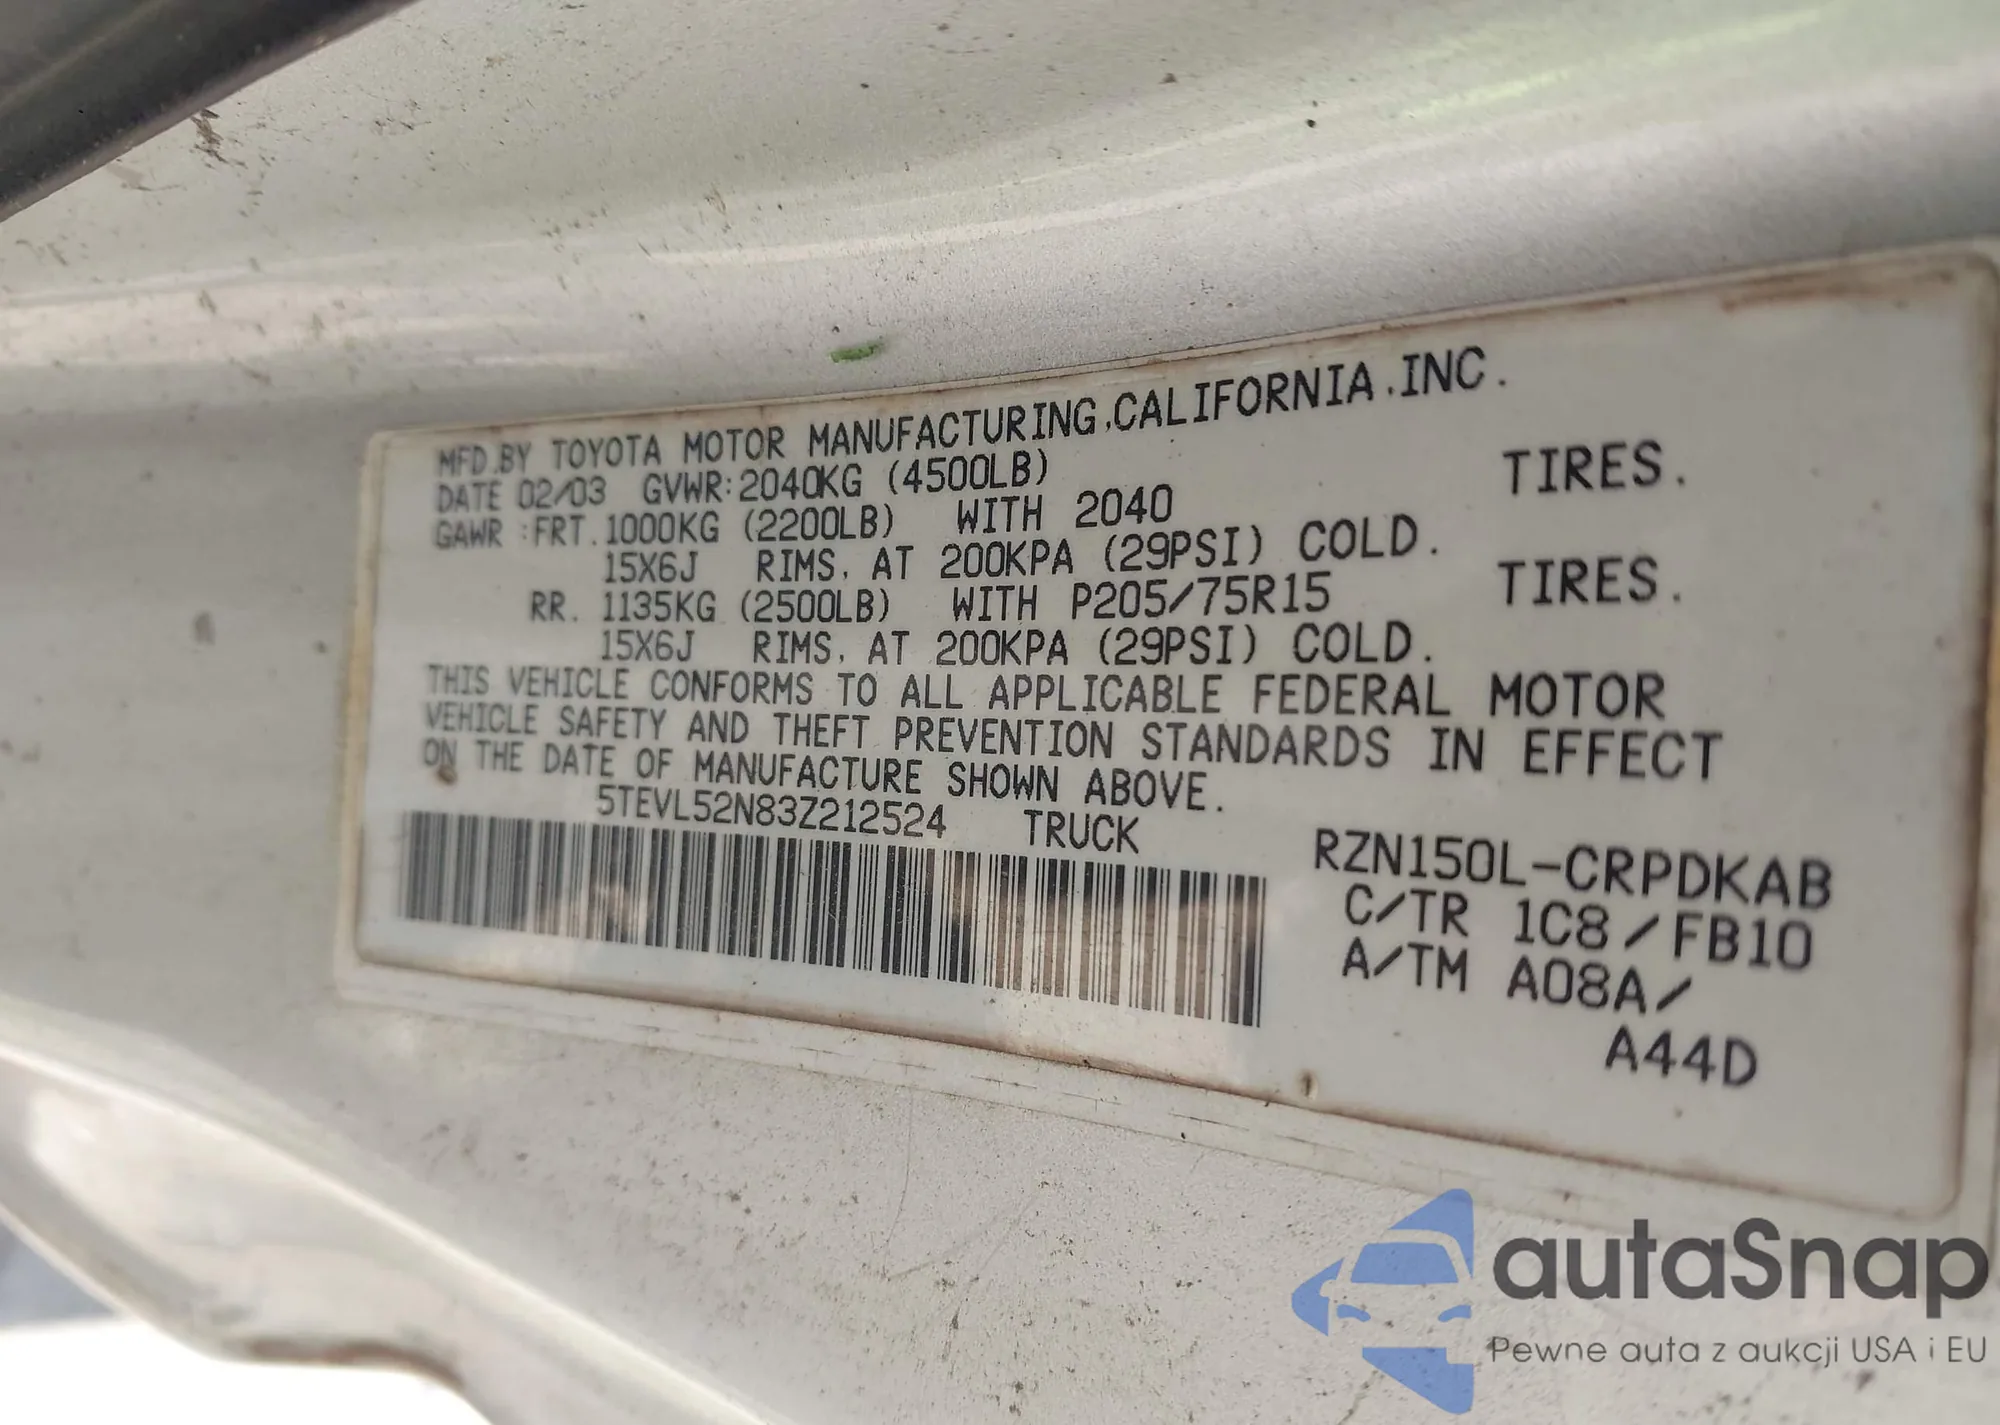 MFD.BY TOYOTA MOTOR MANUFACTURING,CALIFORNIA.INC.
DATE 02/03 GVWR:2040KG (4500LB)
GAWR :FRT.1000KG (2200LB) WITH 2040 TIRES.
15X6J RIMS, AT 200KPA (29PSI) COLD.
RR. 1135KG (2500LB) WITH P205/75R15 TIRES.
15X6J RIMS, AT 200KPA (29PSI) COLD.
THIS VEHICLE CONFORMS TO ALL APPLICABLE FEDERAL MOTOR
VEHICLE SAFETY AND THEFT PREVENTION STANDARDS IN EFFECT
ON THE DATE OF MANUFACTURE SHOWN ABOVE.
5TEVL52N83Z212524 TRUCK
RZN150L-CRPDKAB
C/TR 1C8/FB10
A/TM A08A/
A44D
autaSnap
Pewne auta z aukcji USA i EU